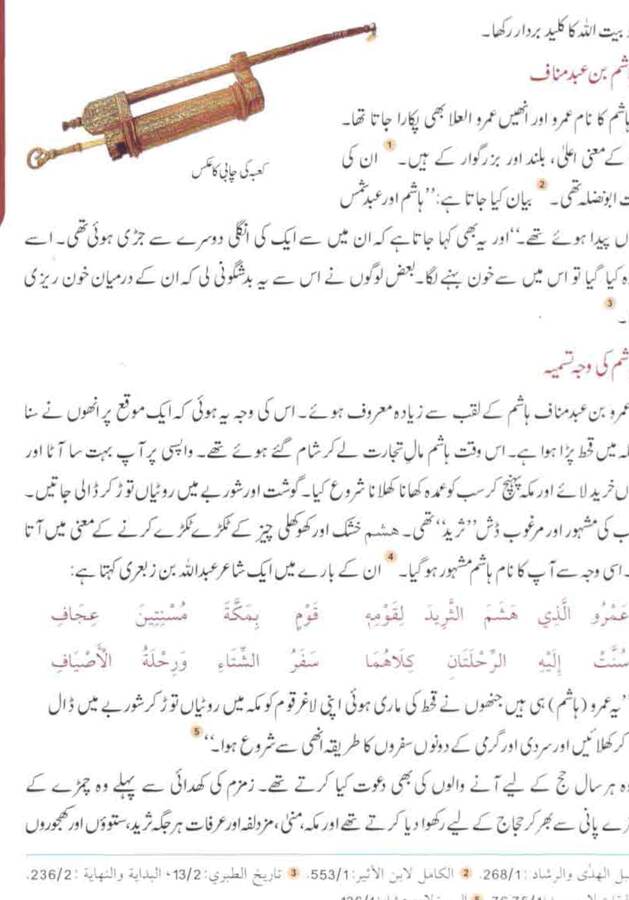 بیت اللہ کا کلید بردار رکھا۔
ہاشم بن عبد مناف
ہاشم کا نام عمرو اور انھیں عمرو العلا بھی پکارا جاتا تھا۔
کے معنی اعلیٰ، بلند اور بزرگوار کے ہیں۔ 1 ان کی
کعبہ کی چابی کا عکس
ابونضلہ تھی۔ 2 بیان کیا جاتا ہے: ’’ہاشم اور عبد شمس
پیدا ہوئے تھے۔‘‘ اور یہ بھی کہا جاتا ہے کہ ان میں سے ایک کی انگلی دوسرے سے جڑی ہوئی تھی۔ اسے
کیا گیا تو اس میں سے خون بہنے لگا۔ بعض لوگوں نے اس سے یہ بدشگونی لی کہ ان کے درمیان خون ریزی
3
ہاشم کی وجہ تسمیہ
عمرو بن عبد مناف ہاشم کے لقب سے زیادہ معروف ہوئے۔ اس کی وجہ یہ ہوئی کہ ایک موقع پر انھوں نے سنا
مکہ میں قحط پڑا ہوا ہے۔ اس وقت ہاشم مالِ تجارت لے کر شام گئے ہوئے تھے۔ واپسی پر آپ بہت سا آٹا اور
خرید لائے اور مکہ پہنچ کر سب کو عمدہ کھانا کھلانا شروع کیا۔ گوشت اور شوربے میں روٹیاں توڑ کر ڈالی جاتیں۔
کی مشہور اور مرغوب ڈش ’’ثرید‘‘ تھی۔ ھشم خشک اور کھوکھلی چیز کے ٹکڑے ٹکڑے کرنے کے معنی میں آتا
۔ اسی وجہ سے آپ کا نام ہاشم مشہور ہو گیا۔ 4 ان کے بارے میں ایک شاعر عبداللہ بن زبعری کہتا ہے:
عَمْرُو الَّذِي هَشَمَ الثَّرِيدَ لِقَوْمِهِ قَوْمٍ بِمَكَّةَ مُسْنِتِينَ عِجَافِ
سُنَّتْ إِلَيْهِ الرِّحْلَتَانِ كِلَاهُمَا سَفَرُ الشِّتَاءِ وَرِحْلَةُ الْأَصْيَافِ
’’یہ عمرو (ہاشم) ہی ہیں جنھوں نے قحط کی ماری ہوئی اپنی لاغر قوم کو مکہ میں روٹیاں توڑ کر شوربے میں ڈال
کر کھلائیں اور سردی اور گرمی کے دونوں سفروں کا طریقہ انھی سے شروع ہوا۔‘‘ 5
وہ ہر سال حج کے لیے آنے والوں کی بھی دعوت کیا کرتے تھے۔ زمزم کی کھدائی سے پہلے وہ چمڑے کے
پانی سے بھر کر حجاج کے لیے رکھوا دیا کرتے تھے اور مکہ، منیٰ، مزدلفہ اور عرفات ہر جگہ ثرید، ستوؤں اور کھجوروں
الهدٰى والرشاد: 268/1. 2 الكامل لابن الأثير: 553/1. 3 تاريخ الطبري: 13/2، البداية والنهاية: 236/2.